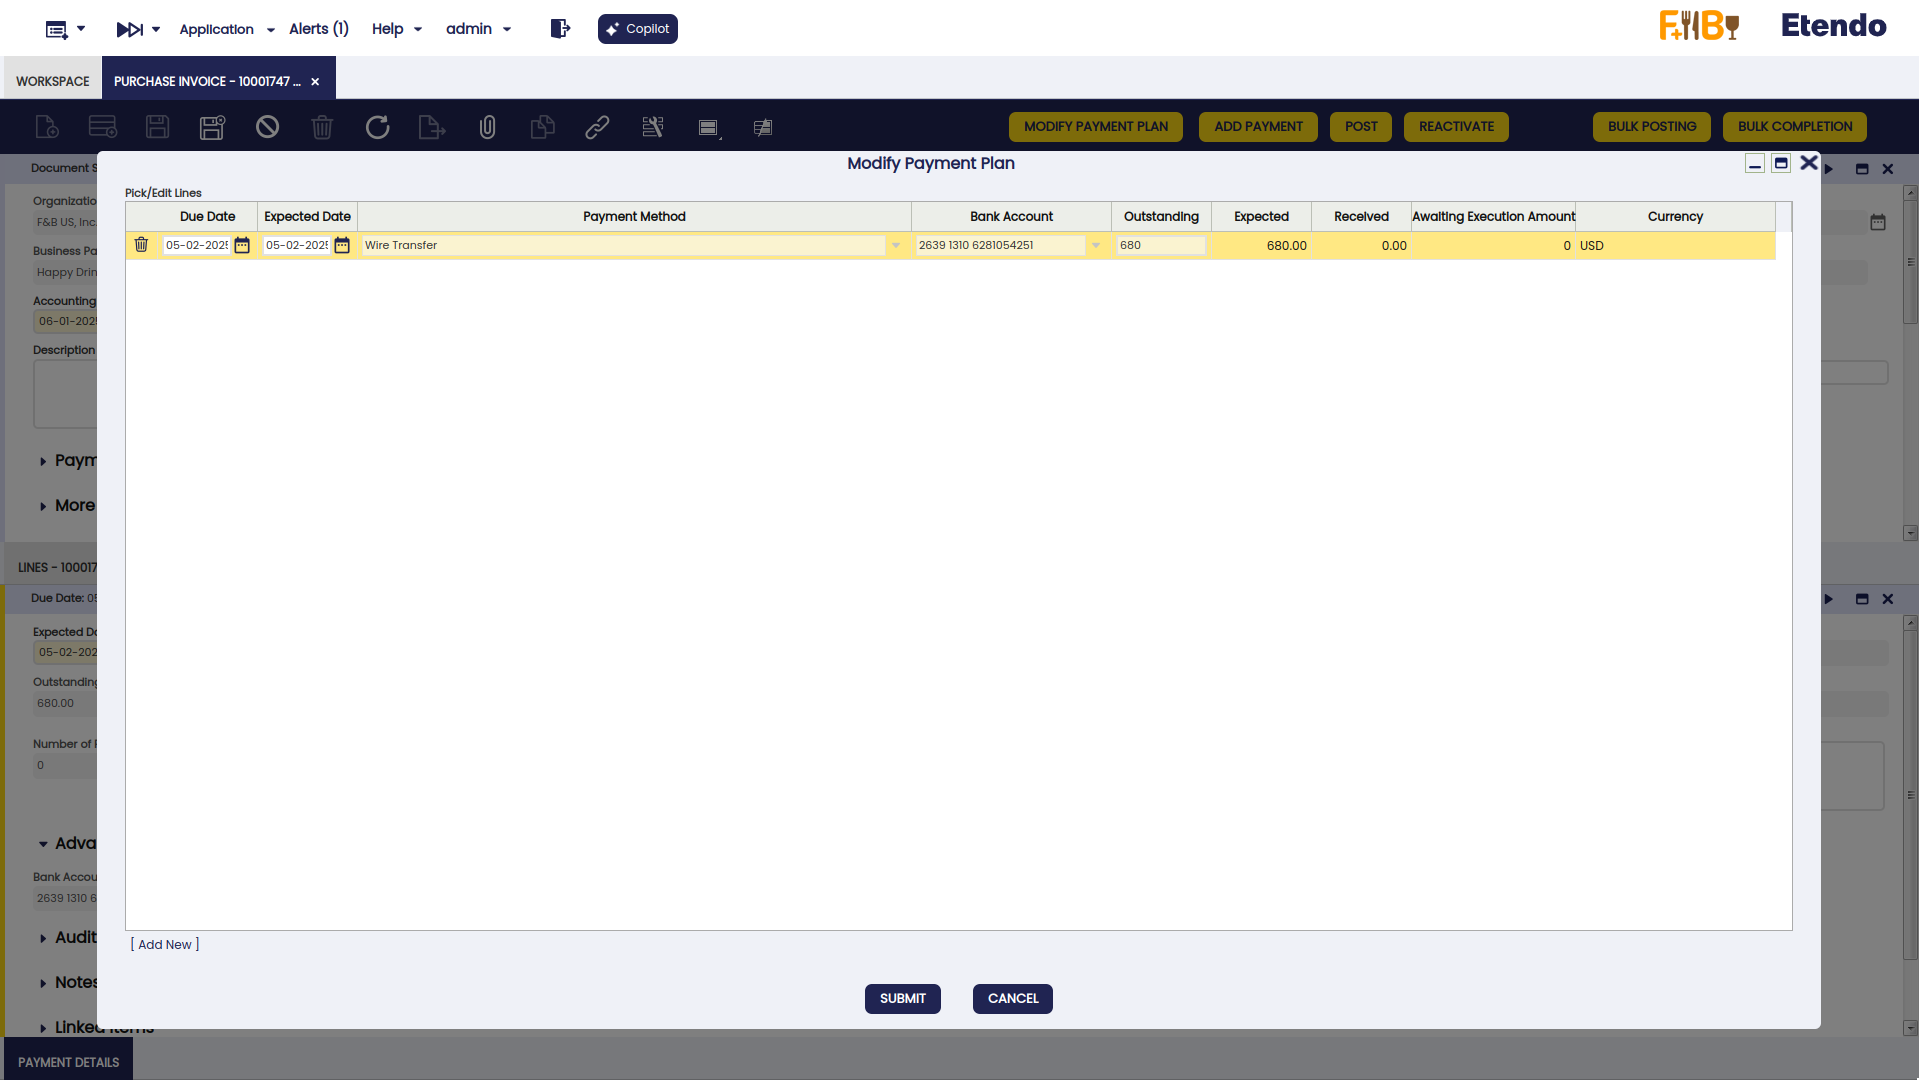 Application
Alerts (1)
Help
admin
Copilot
F+B
Etendo
WORKSPACE
PURCHASE INVOICE - 10001747 ...
MODIFY PAYMENT PLAN
ADD PAYMENT
POST
REACTIVATE
BULK POSTING
BULK COMPLETION
Document S
Modify Payment Plan
Pick/Edit Lines
Organizatio
F&B US, Inc.
Due Date
Expected Date
Payment Method
Bank Account
Outstanding
Expected
Received
Awaiting Execution Amount
Currency
05-02-2025
05-02-2025
Wire Transfer
2639 1310 6281054251
680
680.00
0.00
0
USD
Business Pa
Happy Drin
Accounting
06-01-2025
Description
Paym
More
LINES - 100017
Due Date: 05
Expected Da
05-02-202
Outstanding
680.00
Number of P
0
Adva
Bank Accou
2639 1310 6
Audit
[ Add New ]
Notes
SUBMIT
CANCEL
Linked Items
PAYMENT DETAILS